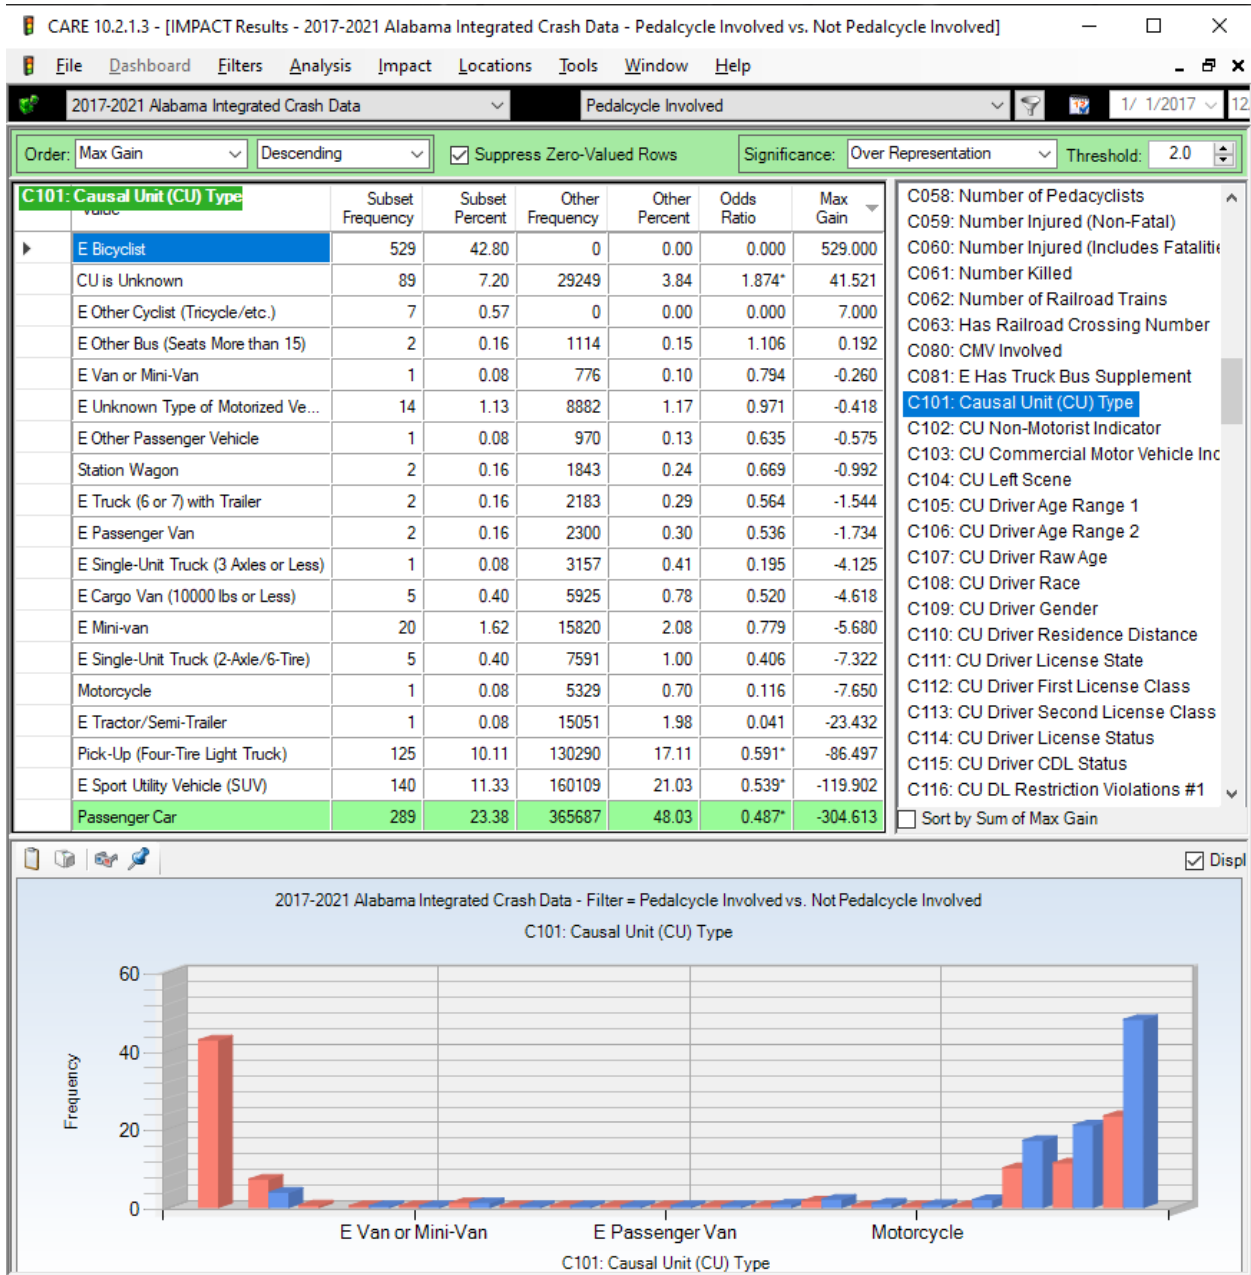 CARE 10.2.1.3 - [IMPACT Results - 2017-2021 Alabama Integrated Crash Data - Pedalcycle Involved vs. Not Pedalcycle Involved]
File Dashboard Filters Analysis Impact Locations Tools Window Help
2017-2021 Alabama Integrated Crash Data Pedalcycle Involved 1/ 1/2017 12
Order: Max Gain Descending Suppress Zero-Valued Rows Significance: Over Representation Threshold: 2.0
C101: Causal Unit (CU) Type
Subset Frequency Subset Percent Other Frequency Other Percent Odds Ratio Max Gain
E Bicyclist 529 42.80 0 0.00 0.000 529.000
CU is Unknown 89 7.20 29249 3.84 1.874* 41.521
E Other Cyclist (Tricycle/etc.) 7 0.57 0 0.00 0.000 7.000
E Other Bus (Seats More than 15) 2 0.16 1114 0.15 1.106 0.192
E Van or Mini-Van 1 0.08 776 0.10 0.794 -0.260
E Unknown Type of Motorized Ve... 14 1.13 8882 1.17 0.971 -0.418
E Other Passenger Vehicle 1 0.08 970 0.13 0.635 -0.575
Station Wagon 2 0.16 1843 0.24 0.669 -0.992
E Truck (6 or 7) with Trailer 2 0.16 2183 0.29 0.564 -1.544
E Passenger Van 2 0.16 2300 0.30 0.536 -1.734
E Single-Unit Truck (3 Axles or Less) 1 0.08 3157 0.41 0.195 -4.125
E Cargo Van (10000 lbs or Less) 5 0.40 5925 0.78 0.520 -4.618
E Mini-van 20 1.62 15820 2.08 0.779 -5.680
E Single-Unit Truck (2-Axle/6-Tire) 5 0.40 7591 1.00 0.406 -7.322
Motorcycle 1 0.08 5329 0.70 0.116 -7.650
E Tractor/Semi-Trailer 1 0.08 15051 1.98 0.041 -23.432
Pick-Up (Four-Tire Light Truck) 125 10.11 130290 17.11 0.591* -86.497
E Sport Utility Vehicle (SUV) 140 11.33 160109 21.03 0.539* -119.902
Passenger Car 289 23.38 365687 48.03 0.487* -304.613
C058: Number of Pedacyclists
C059: Number Injured (Non-Fatal)
C060: Number Injured (Includes Fatalitie
C061: Number Killed
C062: Number of Railroad Trains
C063: Has Railroad Crossing Number
C080: CMV Involved
C081: E Has Truck Bus Supplement
C101: Causal Unit (CU) Type
C102: CU Non-Motorist Indicator
C103: CU Commercial Motor Vehicle Inc
C104: CU Left Scene
C105: CU Driver Age Range 1
C106: CU Driver Age Range 2
C107: CU Driver Raw Age
C108: CU Driver Race
C109: CU Driver Gender
C110: CU Driver Residence Distance
C111: CU Driver License State
C112: CU Driver First License Class
C113: CU Driver Second License Class
C114: CU Driver License Status
C115: CU Driver CDL Status
C116: CU DL Restriction Violations #1
Sort by Sum of Max Gain
Displ
2017-2021 Alabama Integrated Crash Data - Filter = Pedalcycle Involved vs. Not Pedalcycle Involved
C101: Causal Unit (CU) Type
60
40
20
0
Frequency
E Van or Mini-Van E Passenger Van Motorcycle
C101: Causal Unit (CU) Type